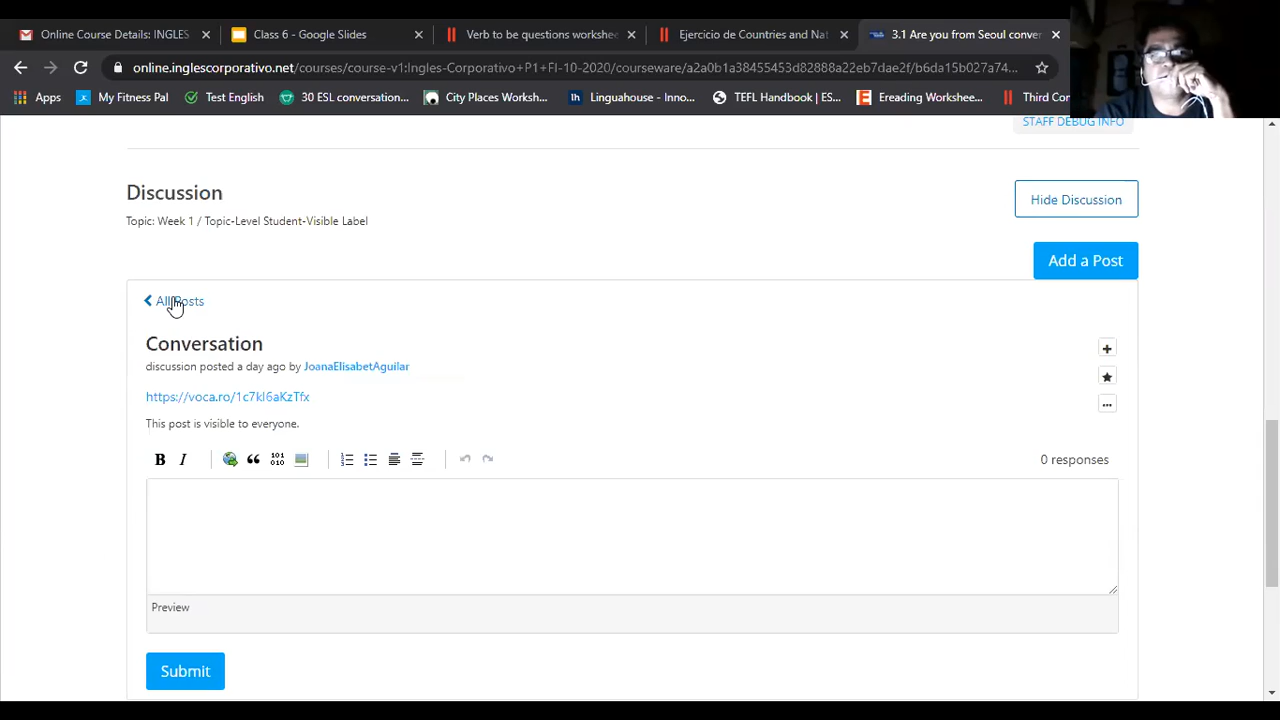 Online Course Details: INGLES
Class 6 - Google Slides
Verb to be questions workshe
Ejercicio de Countries and Nat
3.1 Are you from Seoul conver
online.inglescorporativo.net/courses/course-v1:Ingles-Corporativo+P1+FI-10-2020/courseware/a2a0b1a38455453d82888a22eb7dae2f/b6da15b027a74...
Apps
My Fitness Pal
Test English
30 ESL conversation...
City Places Worksh...
Linguahouse - Inno...
TEFL Handbook | ES...
Ereading Workshee...
Third Con
STAFF DEBUG INFO
Discussion
Hide Discussion
Topic: Week 1 / Topic-Level Student-Visible Label
Add a Post
All Posts
Conversation
discussion posted a day ago by JoanaElisabetAguilar
https://voca.ro/1c7kI6aKzTfx
This post is visible to everyone.
B I
101
010
0 responses
Preview
Submit